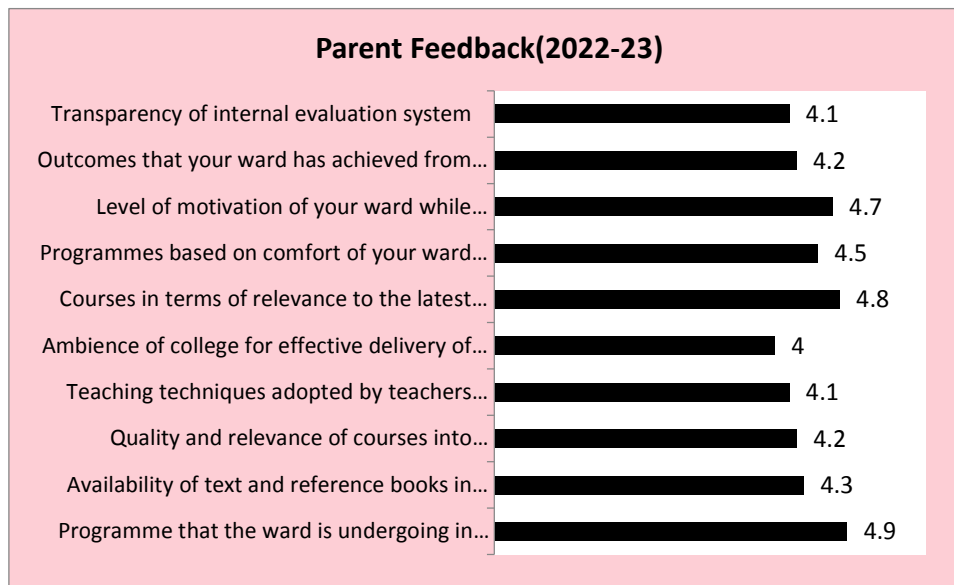 Parent Feedback(2022-23)
Transparency of internal evaluation system 4.1
Outcomes that your ward has achieved from... 4.2
Level of motivation of your ward while... 4.7
Programmes based on comfort of your ward... 4.5
Courses in terms of relevance to the latest... 4.8
Ambience of college for effective delivery of... 4
Teaching techniques adopted by teachers... 4.1
Quality and relevance of courses into... 4.2
Availability of text and reference books in... 4.3
Programme that the ward is undergoing in... 4.9